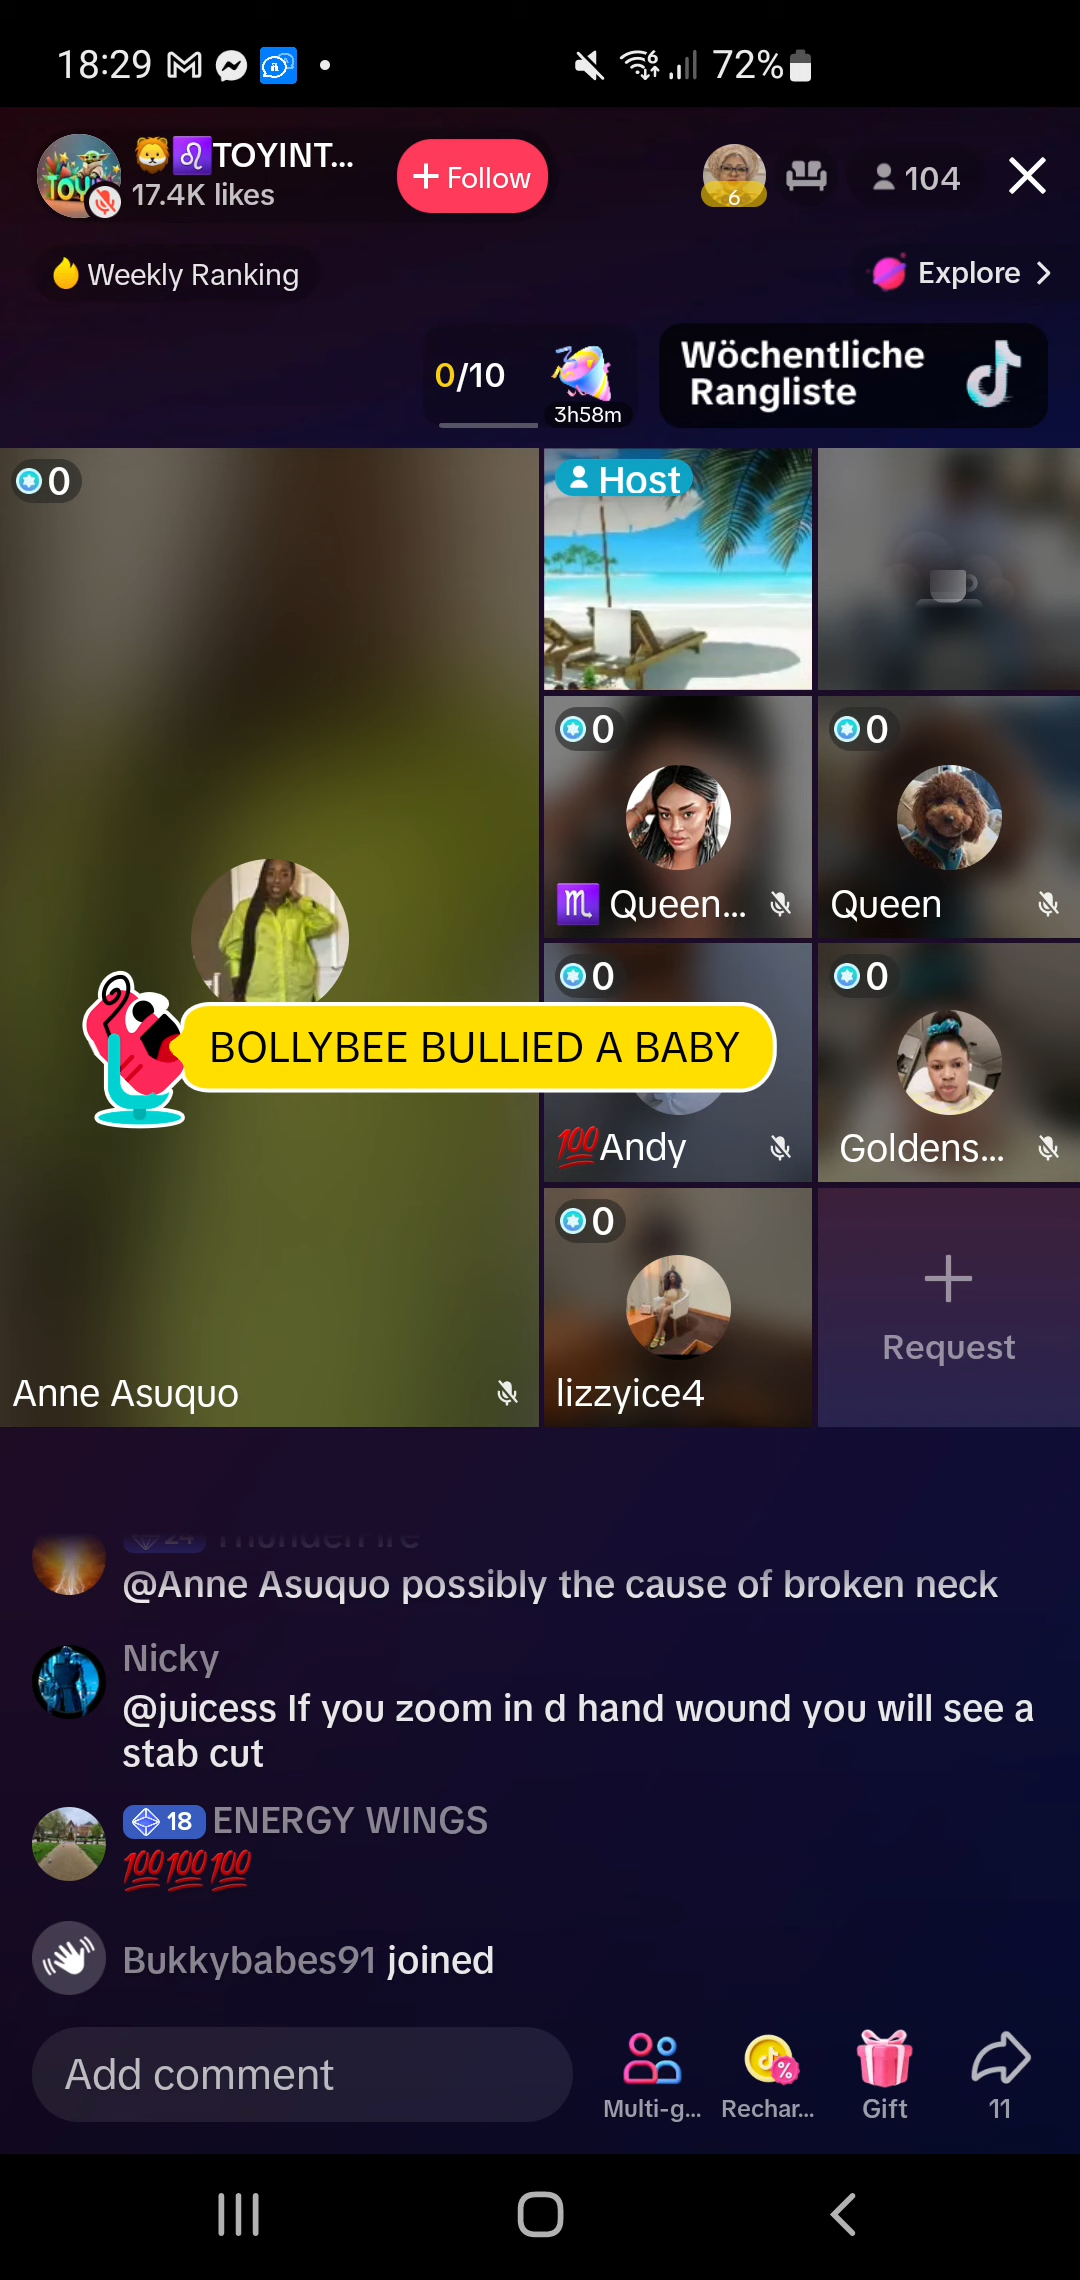 18:29
72%
🦁♌TOYINT...
17.4K likes
+ Follow
6
104
Weekly Ranking
Explore
0/10
3h58m
Wöchentliche
Rangliste
0
Host
0
0
♏ Queen...
Queen
0
0
BOLLYBEE BULLIED A BABY
💯Andy
Goldens...
0
Request
Anne Asuquo
lizzyice4
24 ThunderFire
@Anne Asuquo possibly the cause of broken neck
Nicky
@juicess If you zoom in d hand wound you will see a
stab cut
18 ENERGY WINGS
💯💯💯
Bukkybabes91 joined
Add comment
Multi-g...
Rechar...
Gift
11